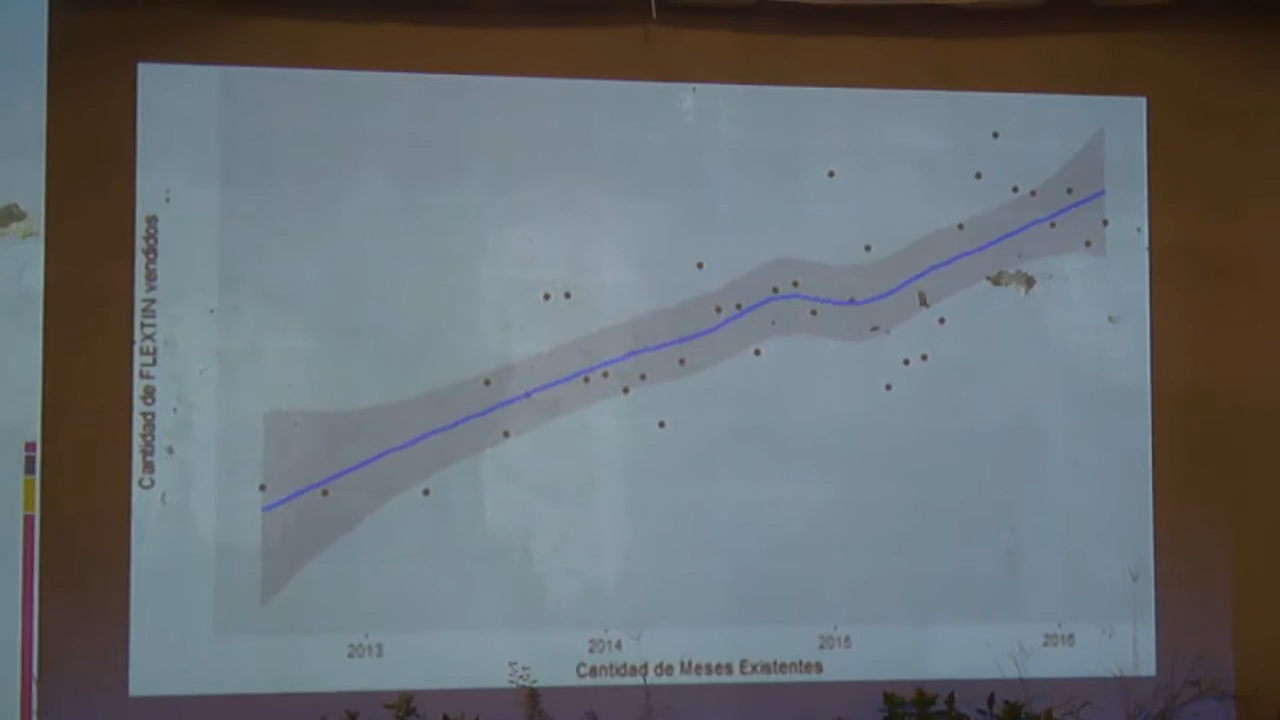 Cantidad de FLEXTIN vendidos
2013
2014
2015
2016
Cantidad de Meses Existentes